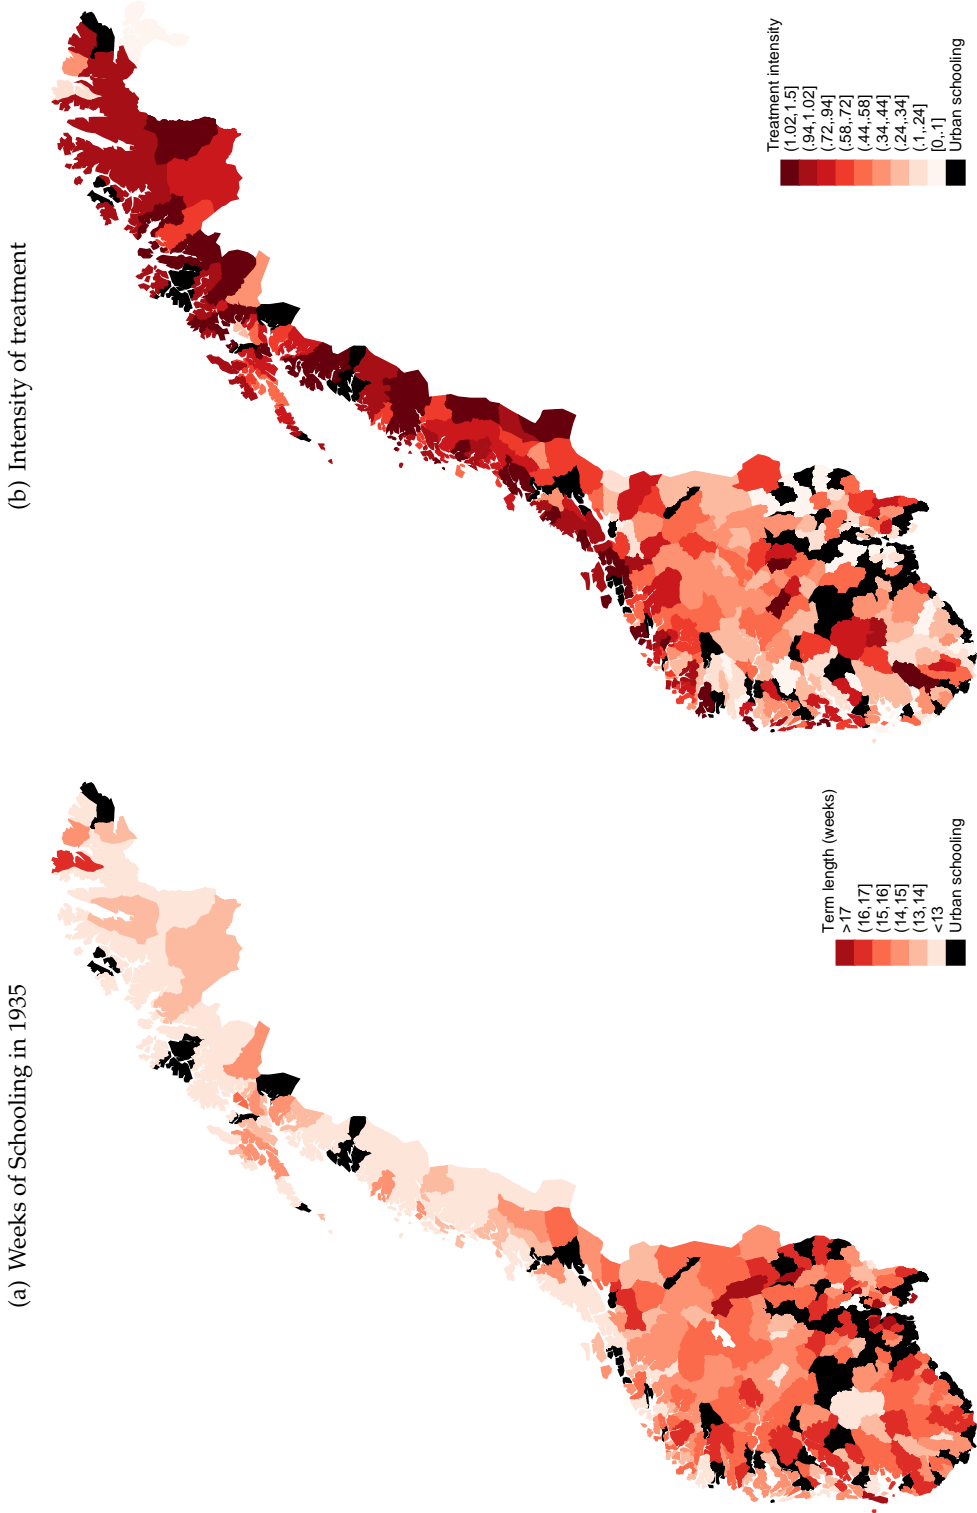 (a) Weeks of Schooling in 1935
Term length (weeks)
>17
(16,17]
(15,16]
(14,15]
(13,14]
<13
Urban schooling
(b) Intensity of treatment
Treatment intensity
(1.02,1.5]
(.94,1.02]
(.72,.94]
(.58,.72]
(.44,.58]
(.34,.44]
(.24,.34]
(.1,.24]
[0,.1]
Urban schooling